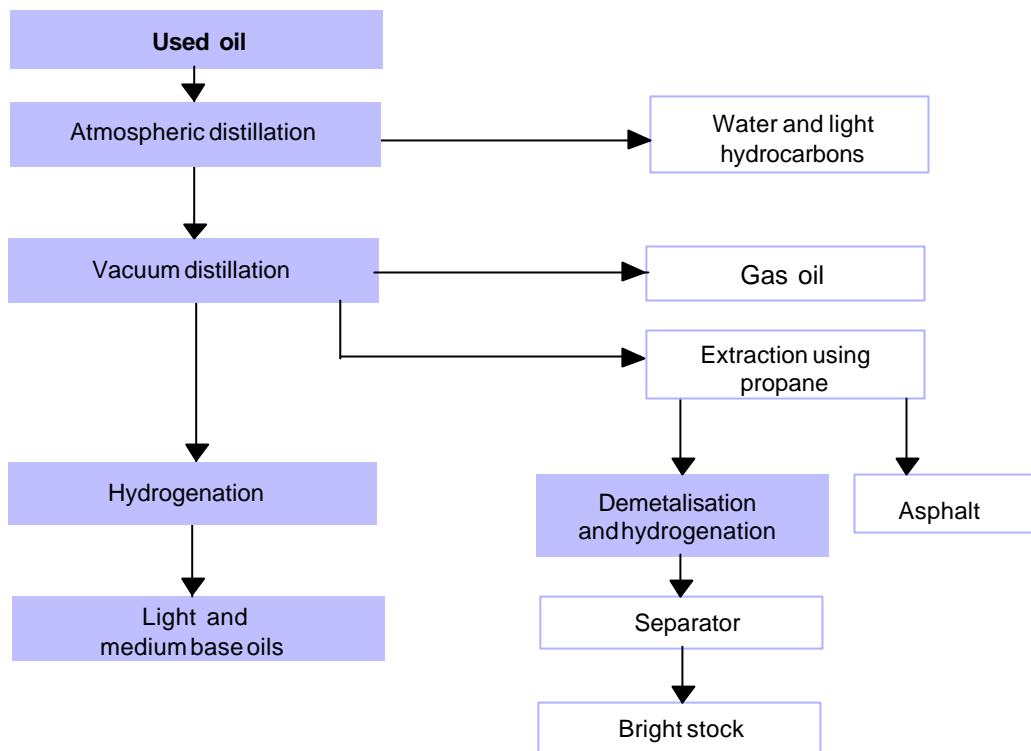 Used oil
Atmospheric distillation
Water and light
hydrocarbons
Vacuum distillation
Gas oil
Extraction using
propane
Hydrogenation
Demetalisation
and hydrogenation
Asphalt
Light and
medium base oils
Separator
Bright stock